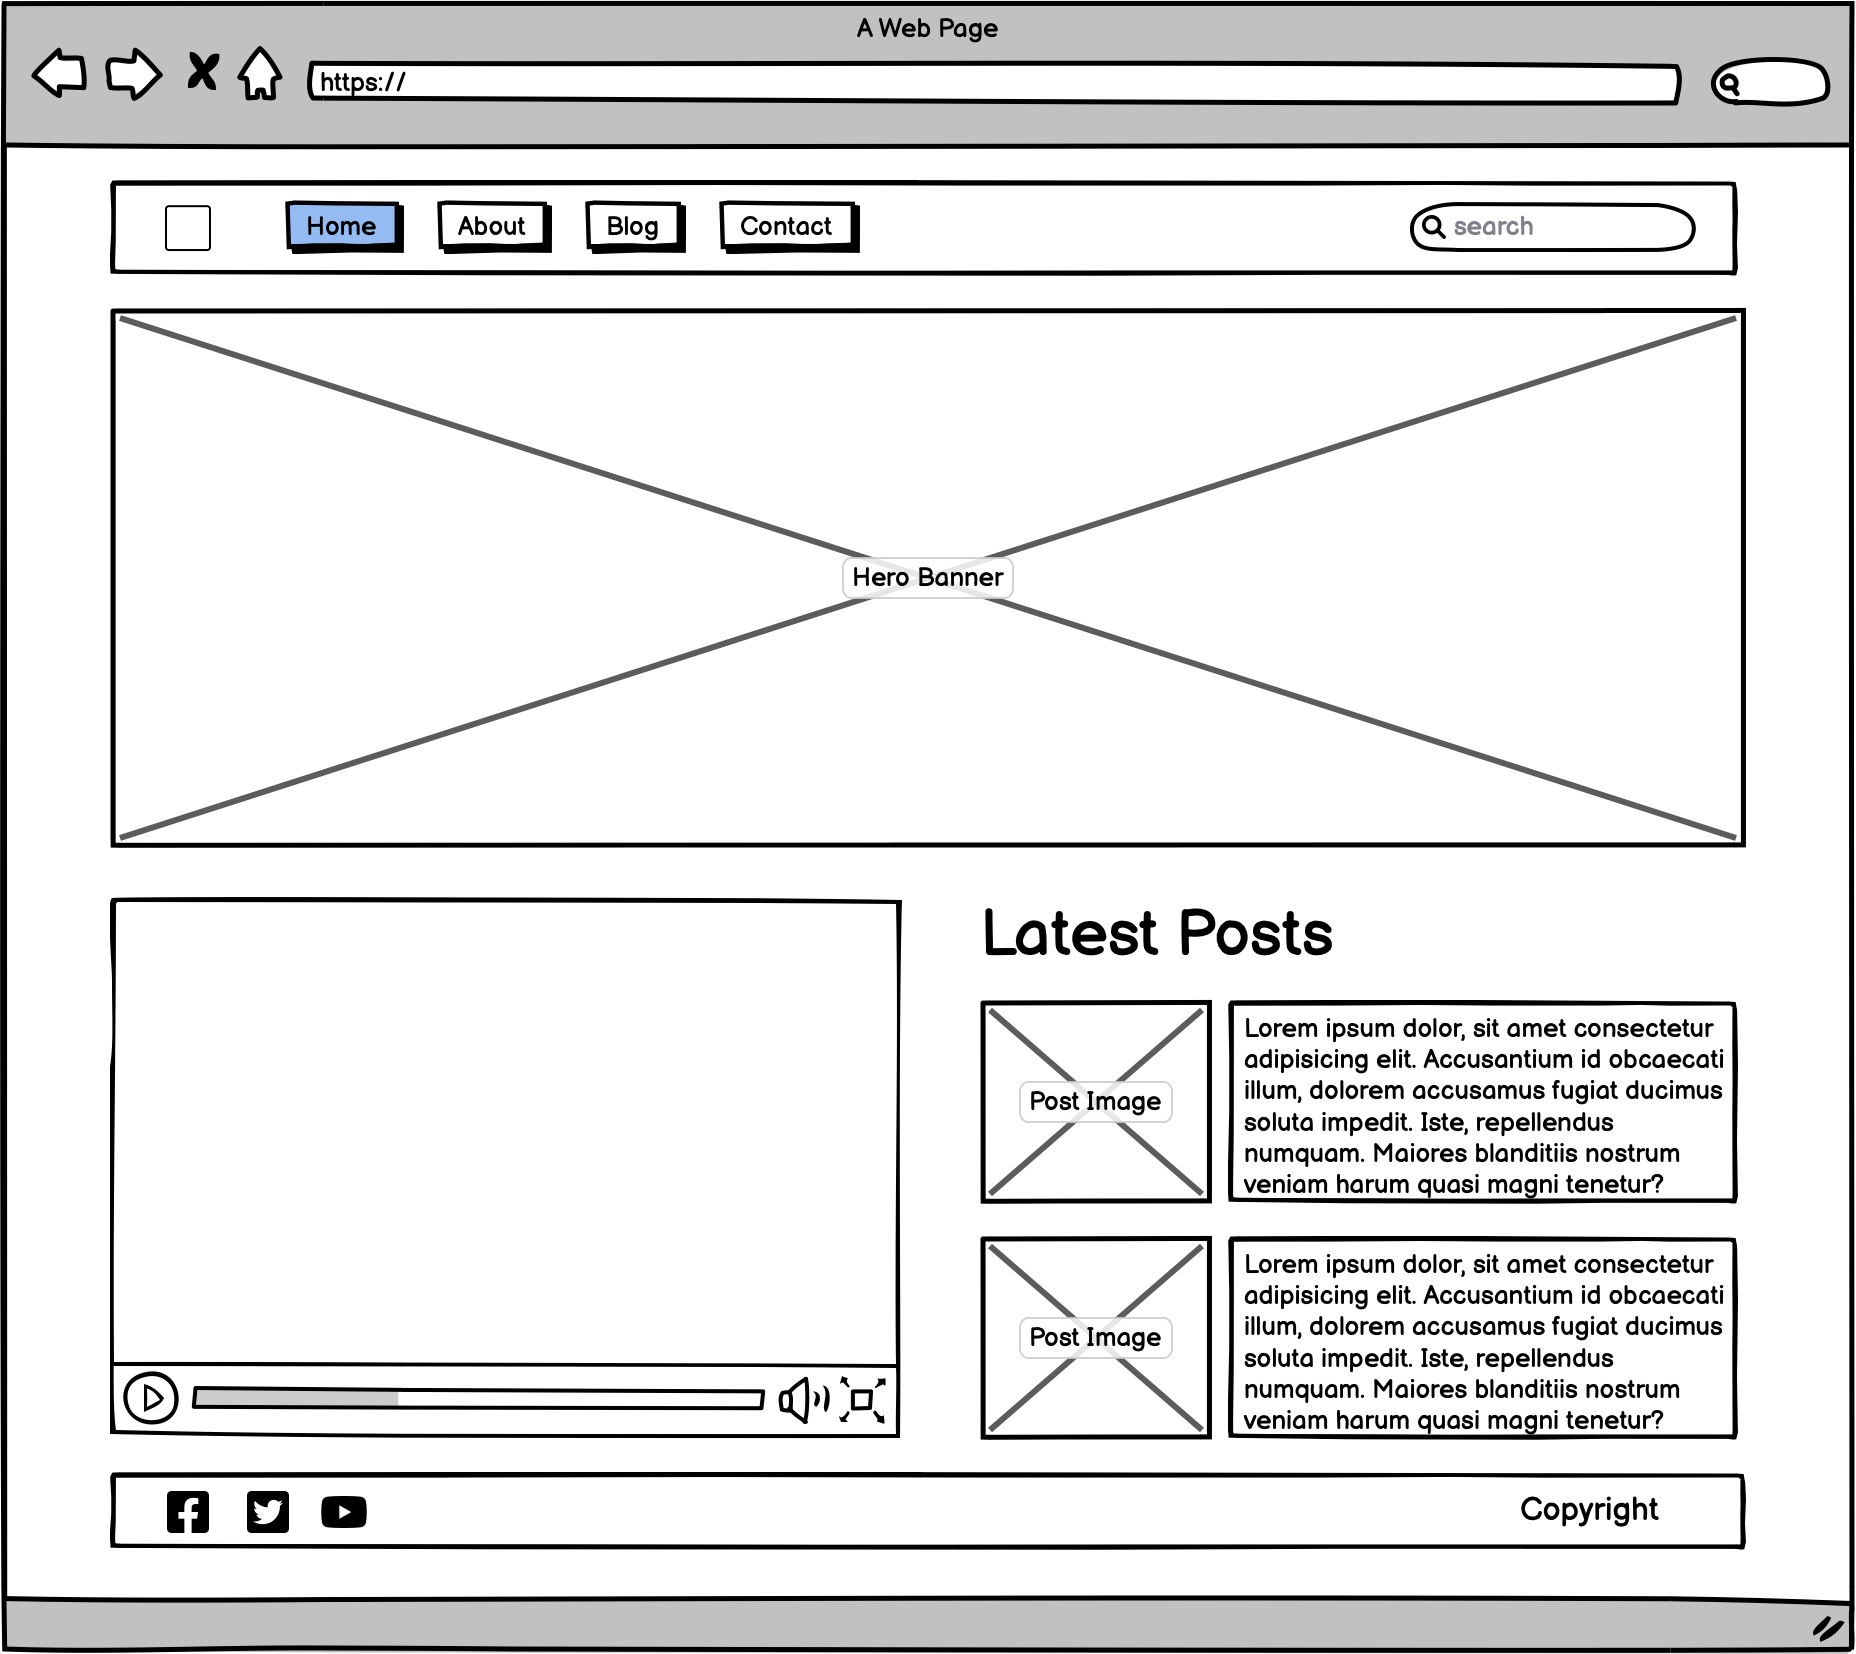 A Web Page
https://
Home About Blog Contact search
Hero Banner
Latest Posts
Post Image
Lorem ipsum dolor, sit amet consectetur
adipisicing elit. Accusantium id obcaecati
illum, dolorem accusamus fugiat ducimus
soluta impedit. Iste, repellendus
numquam. Maiores blanditiis nostrum
veniam harum quasi magni tenetur?
Post Image
Lorem ipsum dolor, sit amet consectetur
adipisicing elit. Accusantium id obcaecati
illum, dolorem accusamus fugiat ducimus
soluta impedit. Iste, repellendus
numquam. Maiores blanditiis nostrum
veniam harum quasi magni tenetur?
Copyright